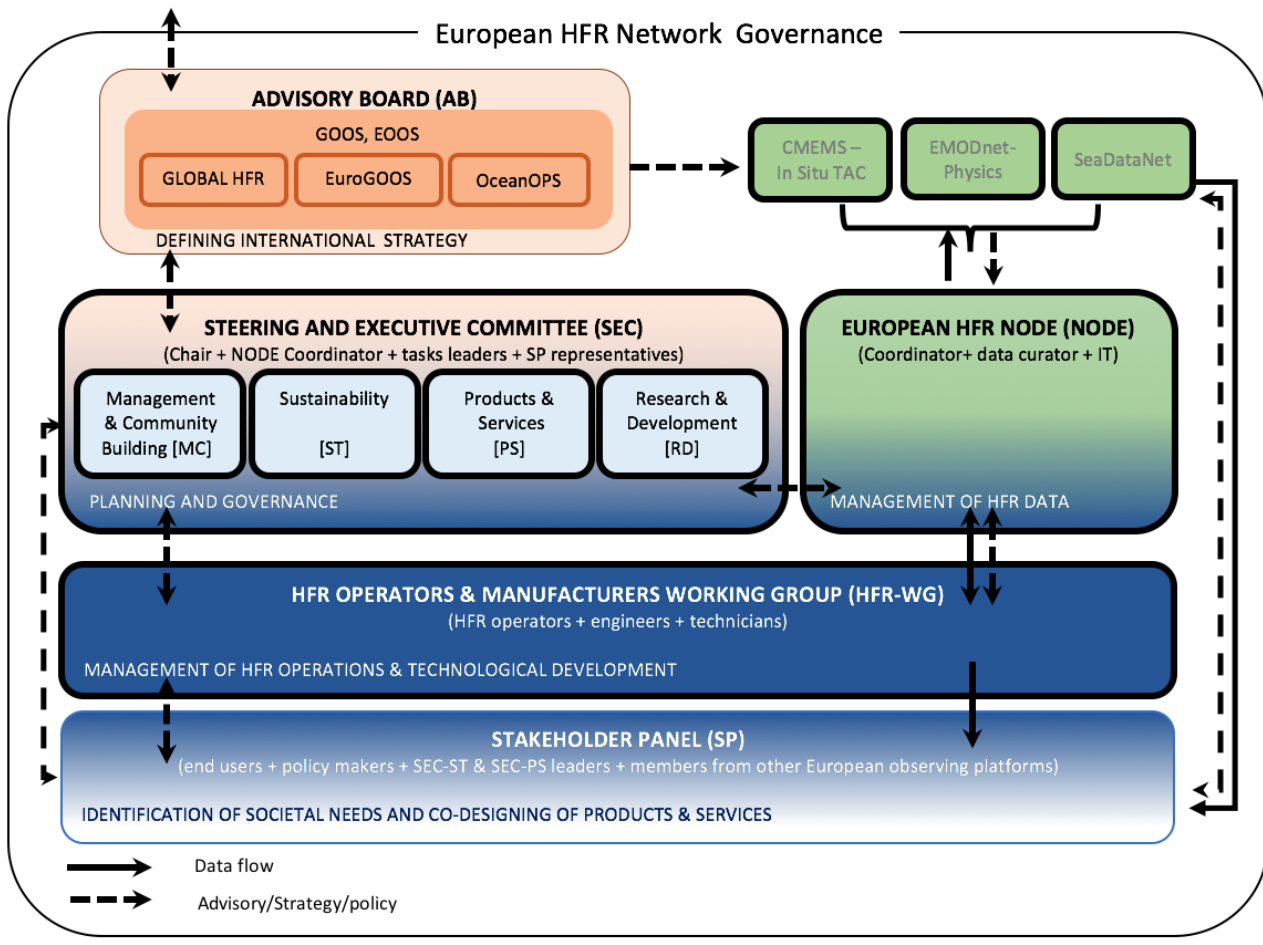 European HFR Network Governance
ADVISORY BOARD (AB)
GOOS, EOOS
GLOBAL HFR
EuroGOOS
OceanOPS
DEFINING INTERNATIONAL STRATEGY
CMEMS –
In Situ TAC
EMODnet-
Physics
SeaDataNet
STEERING AND EXECUTIVE COMMITTEE (SEC)
(Chair + NODE Coordinator + tasks leaders + SP representatives)
Management
& Community
Building [MC]
Sustainability
[ST]
Products &
Services
[PS]
Research &
Development
[RD]
PLANNING AND GOVERNANCE
EUROPEAN HFR NODE (NODE)
(Coordinator+ data curator + IT)
MANAGEMENT OF HFR DATA
HFR OPERATORS & MANUFACTURERS WORKING GROUP (HFR-WG)
(HFR operators + engineers + technicians)
MANAGEMENT OF HFR OPERATIONS & TECHNOLOGICAL DEVELOPMENT
STAKEHOLDER PANEL (SP)
(end users + policy makers + SEC-ST & SEC-PS leaders + members from other European observing platforms)
IDENTIFICATION OF SOCIETAL NEEDS AND CO-DESIGNING OF PRODUCTS & SERVICES
Data flow
Advisory/Strategy/policy